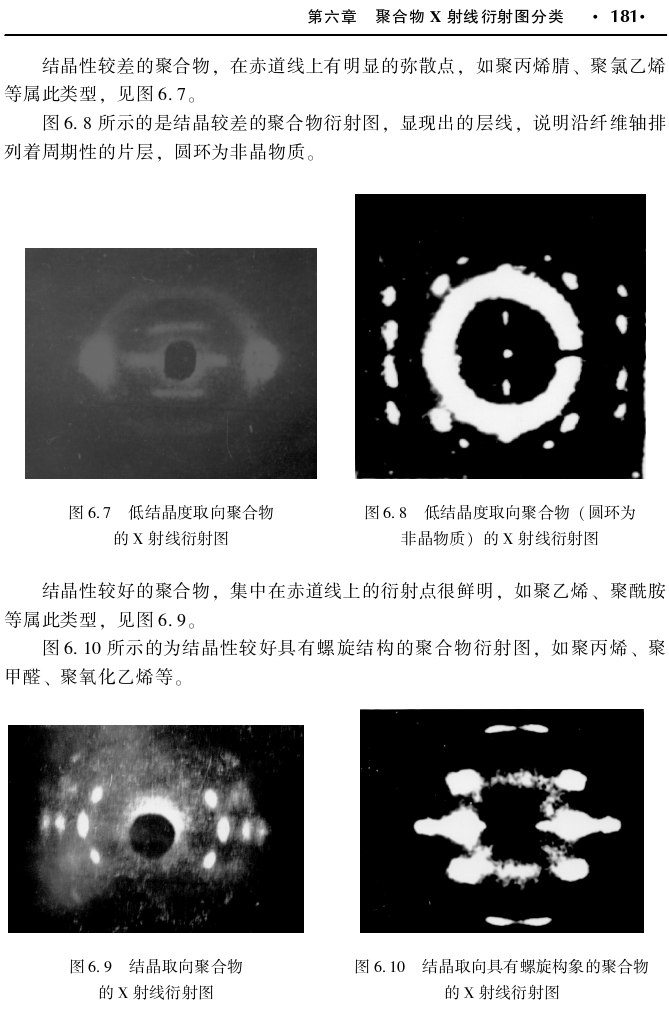 第六章 聚合物 X 射线衍射图分类 · 181·
结晶性较差的聚合物，在赤道线上有明显的弥散点，如聚丙烯腈、聚氯乙烯
等属此类型，见图 6.7。
图 6.8 所示的是结晶较差的聚合物衍射图，显现出的层线，说明沿纤维轴排
列着周期性的片层，圆环为非晶物质。
图 6.7 低结晶度取向聚合物
的 X 射线衍射图
图 6.8 低结晶度取向聚合物（圆环为
非晶物质）的 X 射线衍射图
结晶性较好的聚合物，集中在赤道线上的衍射点很鲜明，如聚乙烯、聚酰胺
等属此类型，见图 6.9。
图 6.10 所示的为结晶性较好具有螺旋结构的聚合物衍射图，如聚丙烯、聚
甲醛、聚氧化乙烯等。
图 6.9 结晶取向聚合物
的 X 射线衍射图
图 6.10 结晶取向具有螺旋构象的聚合物
的 X 射线衍射图